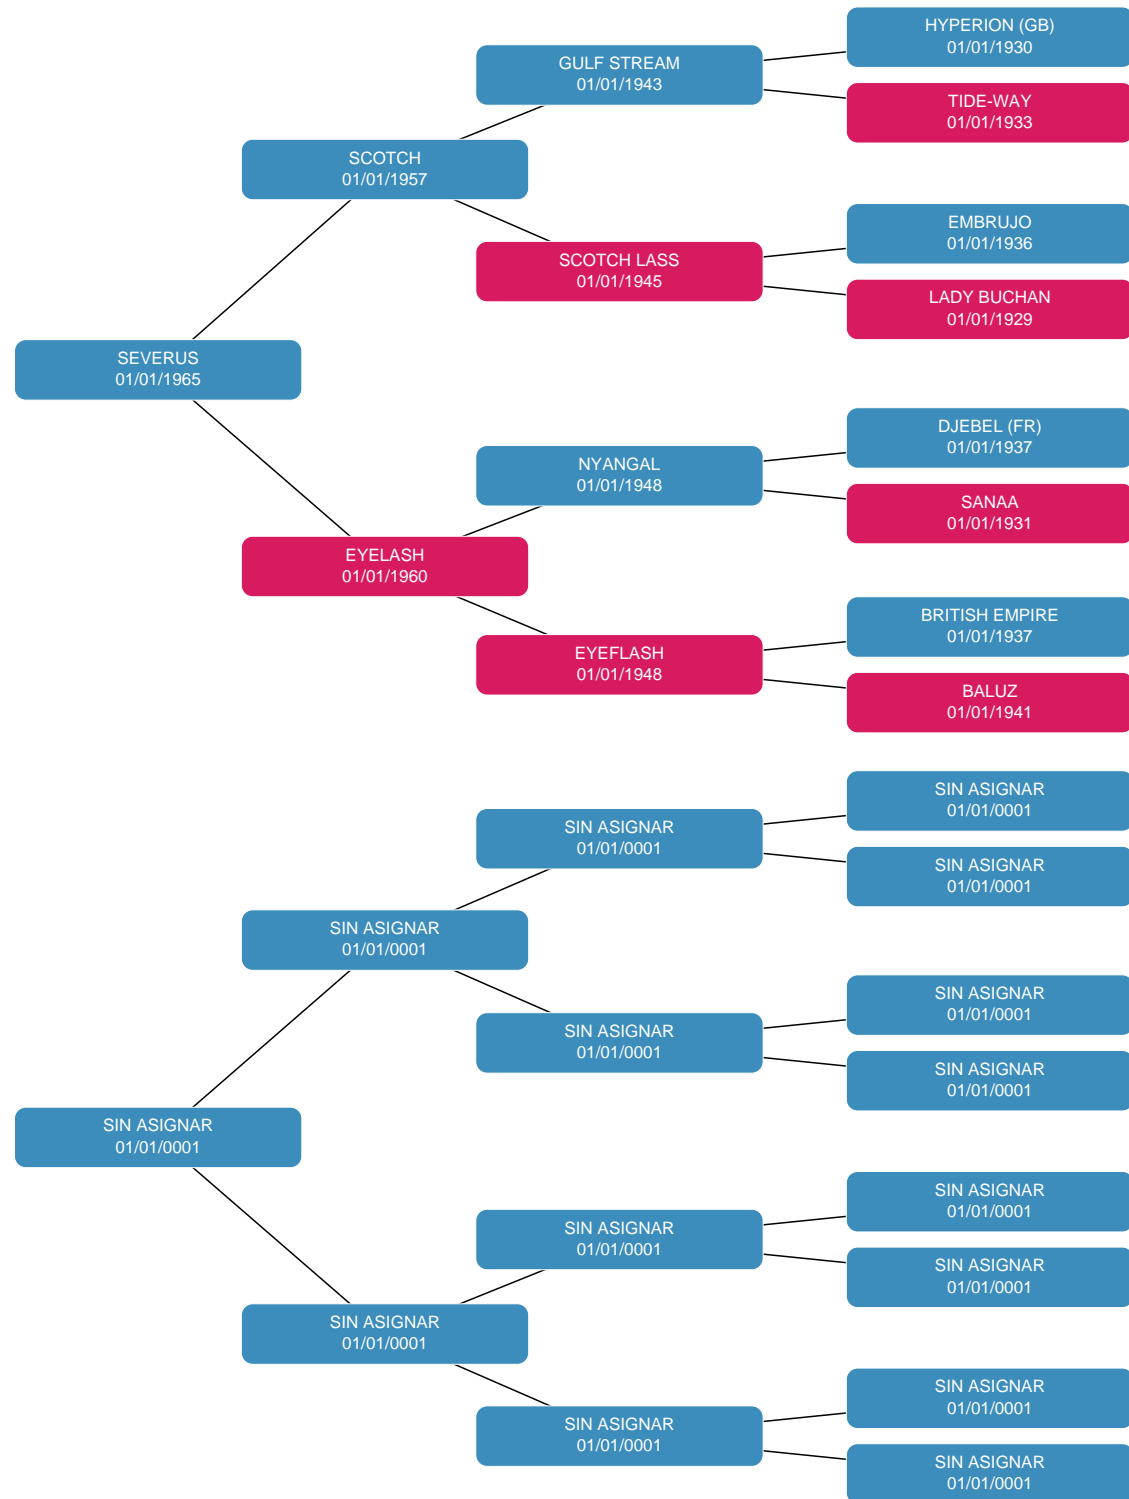 HYPERION (GB)
01/01/1930
GULF STREAM
01/01/1943
TIDE-WAY
01/01/1933
SCOTCH
01/01/1957
EMBRUJO
01/01/1936
SCOTCH LASS
01/01/1945
LADY BUCHAN
01/01/1929
SEVERUS
01/01/1965
DJEBEL (FR)
01/01/1937
NYANGAL
01/01/1948
SANAA
01/01/1931
EYELASH
01/01/1960
BRITISH EMPIRE
01/01/1937
EYEFLASH
01/01/1948
BALUZ
01/01/1941
SIN ASIGNAR
01/01/0001
SIN ASIGNAR
01/01/0001
SIN ASIGNAR
01/01/0001
SIN ASIGNAR
01/01/0001
SIN ASIGNAR
01/01/0001
SIN ASIGNAR
01/01/0001
SIN ASIGNAR
01/01/0001
SIN ASIGNAR
01/01/0001
SIN ASIGNAR
01/01/0001
SIN ASIGNAR
01/01/0001
SIN ASIGNAR
01/01/0001
SIN ASIGNAR
01/01/0001
SIN ASIGNAR
01/01/0001
SIN ASIGNAR
01/01/0001
SIN ASIGNAR
01/01/0001